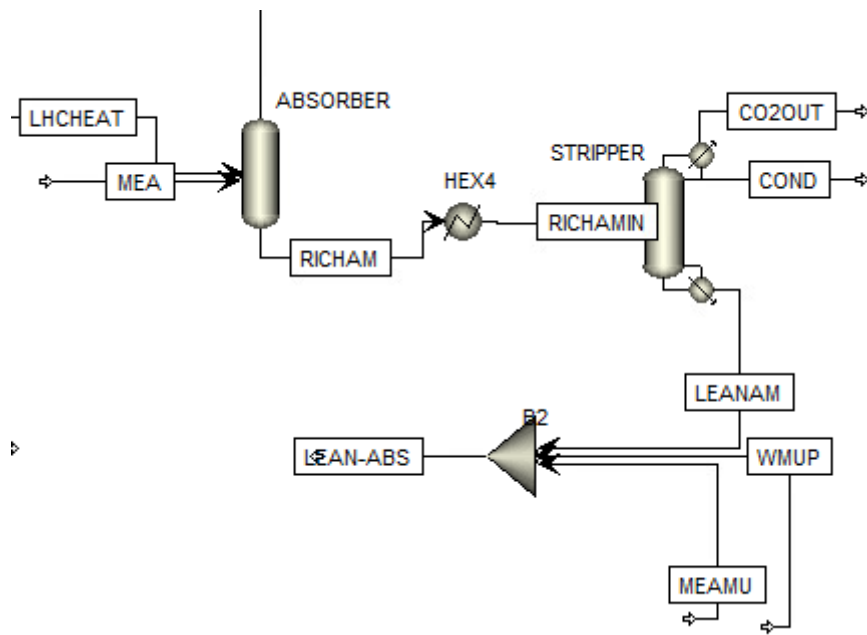 ABSORBER
LHCHEAT
CO2OUT
STRIPPER
MEA
HEX4
COND
RICHAMIN
RICHAM
LEANAM
B2
LEAN-ABS
WMUP
MEAMU